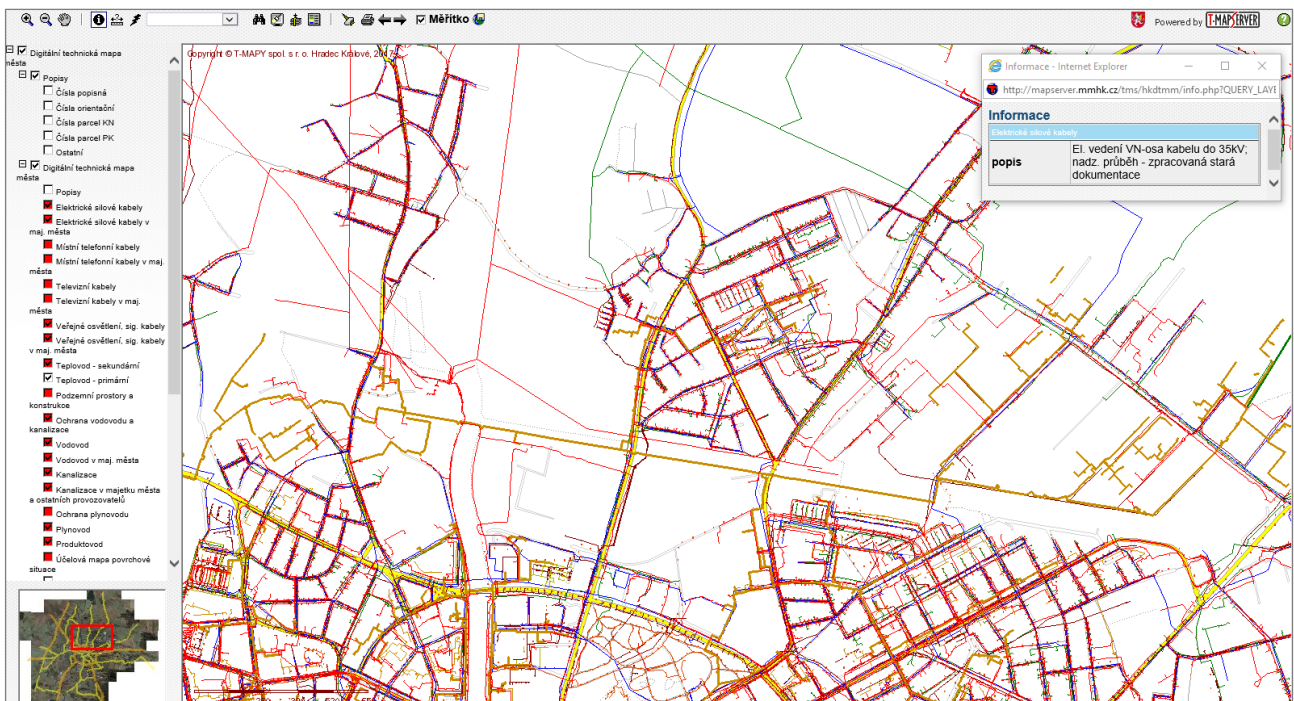 Měřítko
Powered by T-MAPSERVER
Digitální technická mapa
města
Popisy
Čísla popisná
Čísla orientační
Čísla parcel KN
Čísla parcel PK
Ostatní
Digitální technická mapa
města
Popisy
Elektrické silové kabely
Elektrické silové kabely v
maj. města
Místní telefonní kabely
Místní telefonní kabely v maj.
města
Televizní kabely
Televizní kabely v maj.
města
Veřejné osvětlení, sig. kabely
Veřejné osvětlení, sig. kabely
v maj. města
Teplovod - sekundární
Teplovod - primární
Podzemní prostory a
konstrukce
Ochrana vodovodu a
kanalizace
Vodovod
Vodovod v maj. města
Kanalizace
Kanalizace v majetku města
a ostatních provozovatelů
Ochrana plynovodu
Plynovod
Produktovod
Účelová mapa povrchové
situace
Copyright © T-MAPY spol. s r. o. Hradec Králové, 2017
Informace - Internet Explorer
http://mapserver.mmhk.cz/tms/hkdtmm/info.php?QUERY_LAYE
Informace
Elektrické silové kabely
popis
El. vedení VN-osa kabelu do 35kV;
nadz. průběh - zpracovaná stará
dokumentace